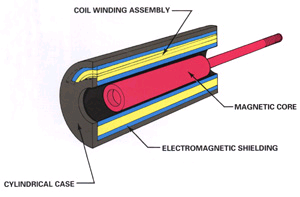 COIL WINDING ASSEMBLY
MAGNETIC CORE
ELECTROMAGNETIC SHIELDING
CYLINDRICAL CASE